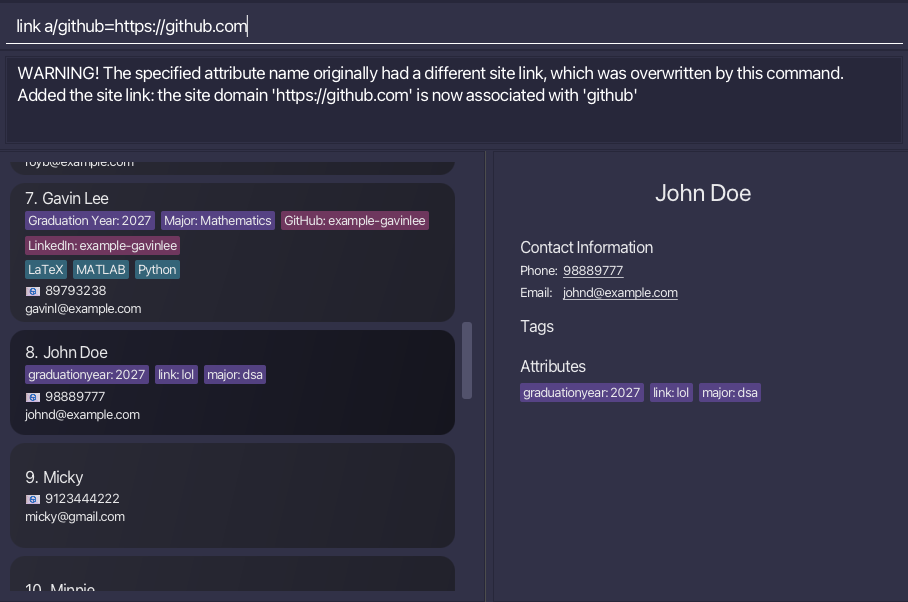 link a/github=https://github.com
WARNING! The specified attribute name originally had a different site link, which was overwritten by this command.
Added the site link: the site domain 'https://github.com' is now associated with 'github'
royb@example.com
7. Gavin Lee
Graduation Year: 2027 Major: Mathematics GitHub: example-gavinlee
LinkedIn: example-gavinlee
LaTeX MATLAB Python
89793238
gavinl@example.com
8. John Doe
graduationyear: 2027 link: lol major: dsa
98889777
johnd@example.com
9. Micky
9123444222
micky@gmail.com
10. Minnie
John Doe
Contact Information
Phone: 98889777
Email: johnd@example.com
Tags
Attributes
graduationyear: 2027 link: lol major: dsa